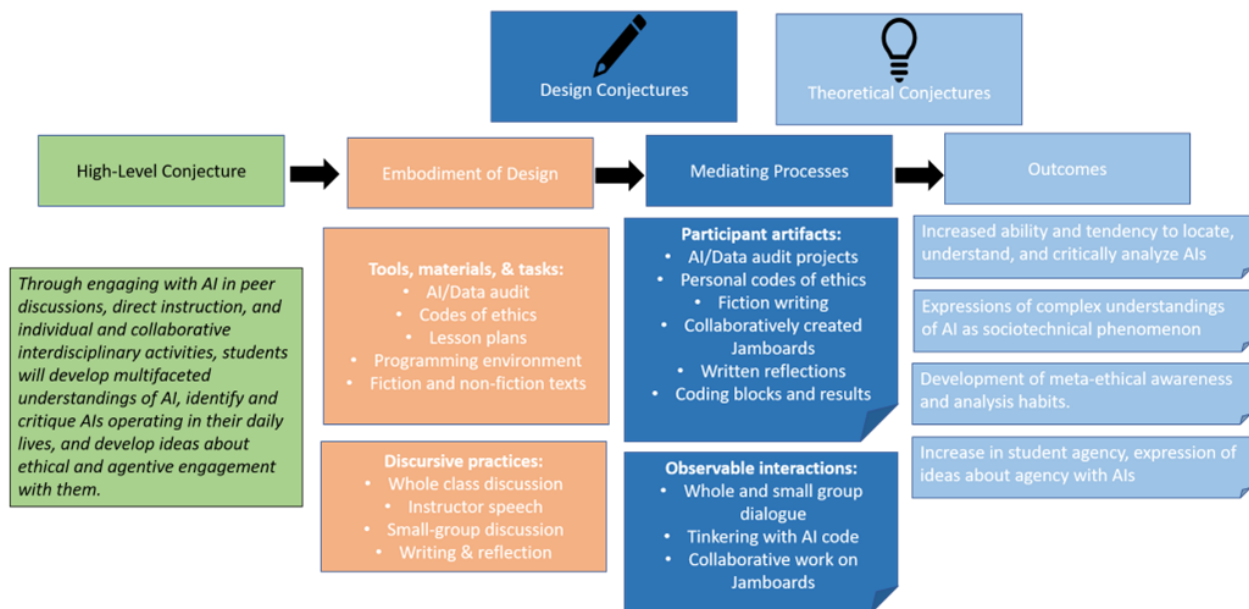 Design Conjectures
Theoretical Conjectures
High-Level Conjecture
Embodiment of Design
Mediating Processes
Outcomes
Through engaging with AI in peer
discussions, direct instruction, and
individual and collaborative
interdisciplinary activities, students
will develop multifaceted
understandings of AI, identify and
critique AIs operating in their daily
lives, and develop ideas about
ethical and agentive engagement
with them.
Tools, materials, & tasks:
• AI/Data audit
• Codes of ethics
• Lesson plans
• Programming environment
• Fiction and non-fiction texts
Discursive practices:
• Whole class discussion
• Instructor speech
• Small-group discussion
• Writing & reflection
Participant artifacts:
• AI/Data audit projects
• Personal codes of ethics
• Fiction writing
• Collaboratively created
Jamboards
• Written reflections
• Coding blocks and results
Observable interactions:
• Whole and small group
dialogue
• Tinkering with AI code
• Collaborative work on
Jamboards
Increased ability and tendency to locate,
understand, and critically analyze AIs
Expressions of complex understandings
of AI as sociotechnical phenomenon
Development of meta-ethical awareness
and analysis habits.
Increase in student agency, expression of
ideas about agency with AIs